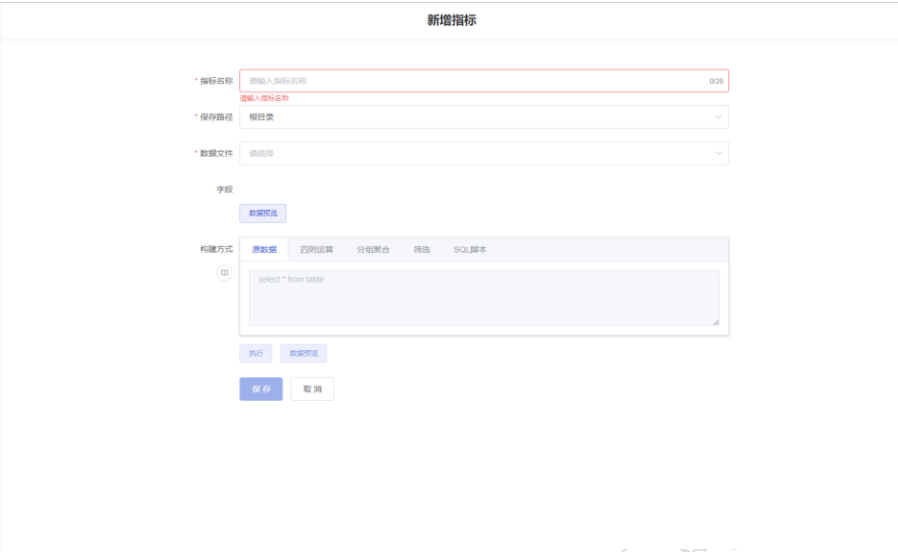 新增指标
* 指标名称 请输入指标名称 0/20
请输入指标名称
* 保存路径 根目录
* 数据文件 请选择
字段
数据预览
构建方式 原数据 四则运算 分组聚合 筛选 SQL脚本
select * from table
执行 数据预览
保存 取消